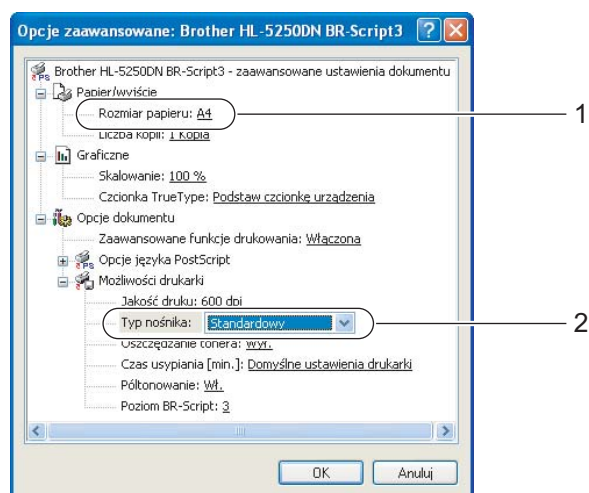 Opcje zaawansowane: Brother HL-5250DN BR-Script3
Brother HL-5250DN BR-Script3 - zaawansowane ustawienia dokumentu
Papier/wyjście
Rozmiar papieru: A4
1
Liczba kopii: 1 Kopia
Graficzne
Skalowanie: 100 %
Czcionka TrueType: Podstaw czcionkę urządzenia
Opcje dokumentu
Zaawansowane funkcje drukowania: Włączona
Opcje języka PostScript
Możliwości drukarki
Jakość druku: 600 dpi
Typ nośnika: Standardowy
2
Oszczędzanie tonera: Wył.
Czas usypiania [min.]: Domyślne ustawienia drukarki
Półtonowanie: Wł.
Poziom BR-Script: 3
OK Anuluj